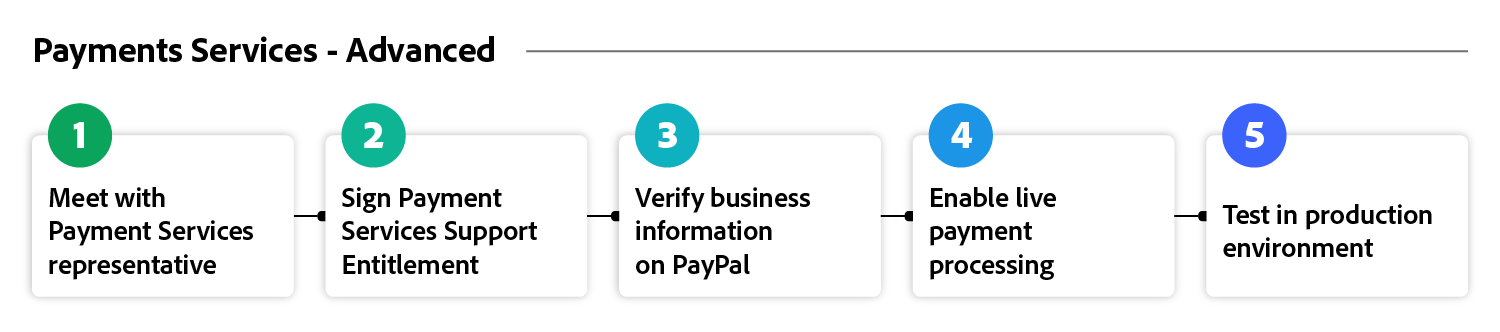 Payments Services - Advanced
1
Meet with
Payment Services
representative
2
Sign Payment
Services Support
Entitlement
3
Verify business
information
on PayPal
4
Enable live
payment
processing
5
Test in production
environment